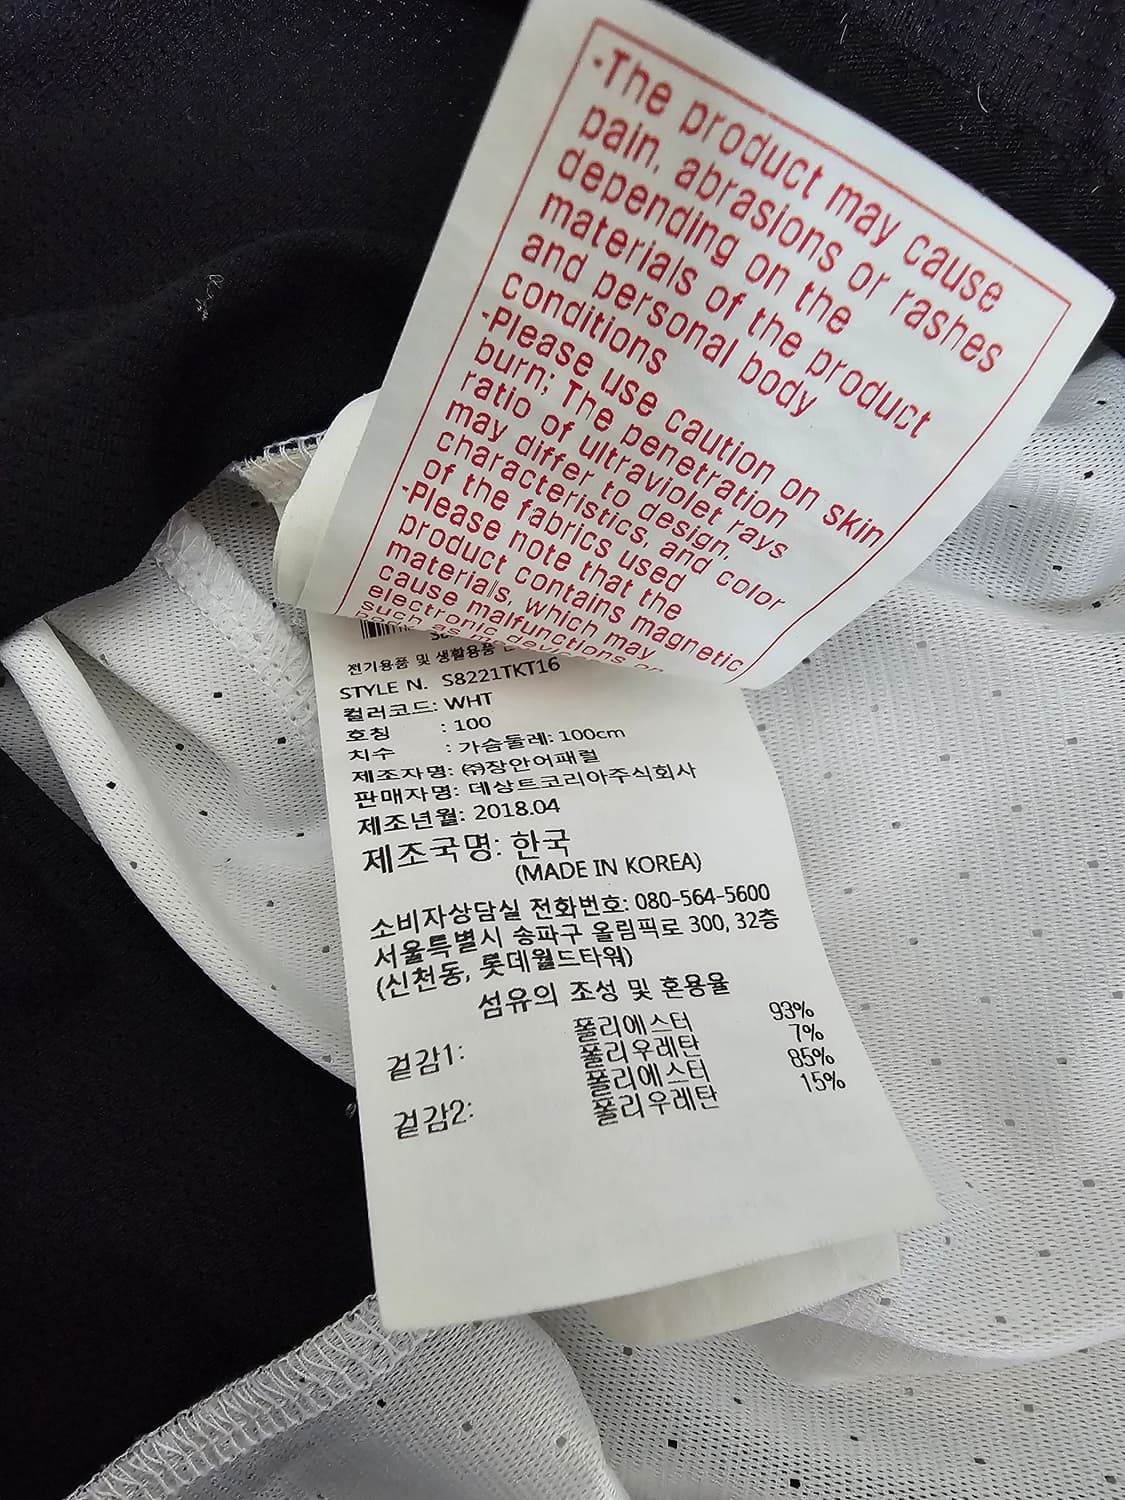 -The product may cause
pain, abrasions or rashes
depending on the
materials of the product
and personal body
conditions
-Please use caution on skin
burn; The penetration
ratio of ultraviolet rays
may differ to design,
characteristics, and color
of the fabrics used
-Please note that the
product contains magnetic
materials, which may
cause malfunctions on
electronic devices
such as
전기용품 및 생활용품
STYLE N. S8221TKT16
컬러코드: WHT
호칭 : 100
치수 : 가슴둘레: 100cm
제조자명: ㈜장안어패럴
판매자명: 데상트코리아주식회사
제조년월: 2018.04
제조국명: 한국
(MADE IN KOREA)
소비자상담실 전화번호: 080-564-5600
서울특별시 송파구 올림픽로 300, 32층
(신천동, 롯데월드타워)
섬유의 조성 및 혼용율
겉감1: 폴리에스터 93%
폴리우레탄 7%
겉감2: 폴리에스터 85%
폴리우레탄 15%